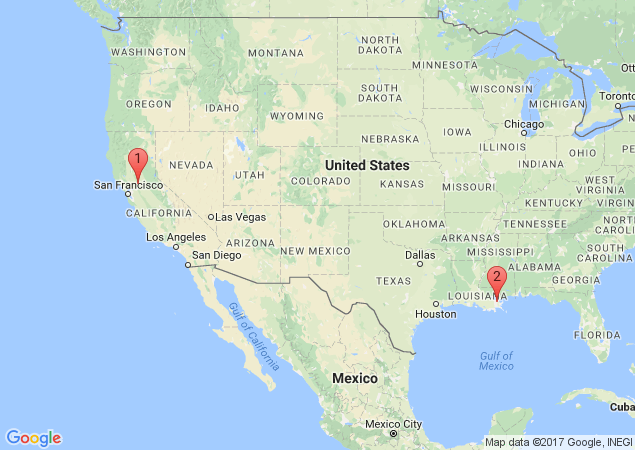 WASHINGTON
MONTANA
NORTH
DAKOTA
MINNESOTA
OREGON
IDAHO
SOUTH
DAKOTA
WISCONSIN
MICHIGAN
Ott
Toronto
WYOMING
NEBRASKA
IOWA
Chicago
ILLINOIS
INDIANA
OHIO
PENN
1
San Francisco
NEVADA
UTAH
COLORADO
United States
KANSAS
MISSOURI
WEST
VIRGINIA
KENTUCKY
VIRG
CALIFORNIA
Las Vegas
OKLAHOMA
TENNESSEE
NORTH
CAROLINA
Los Angeles
ARIZONA
NEW MEXICO
ARKANSAS
MISSISSIPPI
SOUTH
CAROLINA
San Diego
Dallas
TEXAS
ALABAMA
GEORGIA
2
LOUISIANA
Houston
Gulf of California
FLORIDA
Gulf of
Mexico
Mexico
Cuba
Mexico City
Google
Map data ©2017 Google, INEGI